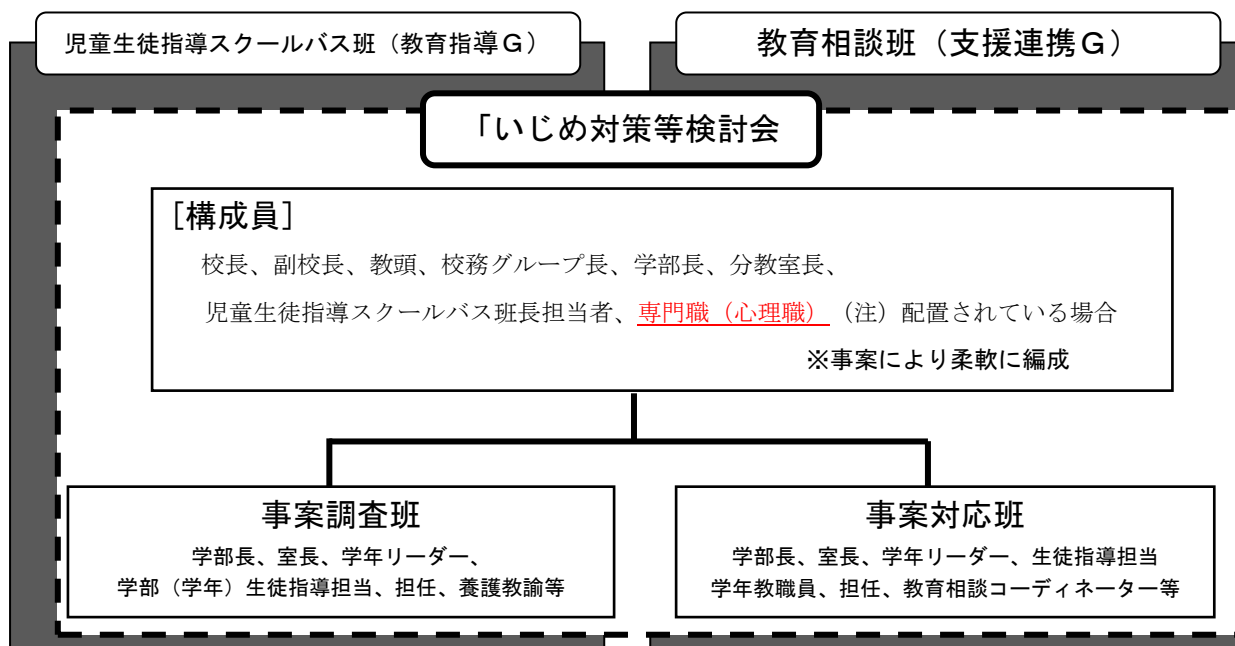 児童生徒指導スクールバス班（教育指導Ｇ）
教育相談班（支援連携Ｇ）
「いじめ対策等検討会
［構成員］
校長、副校長、教頭、校務グループ長、学部長、分教室長、
児童生徒指導スクールバス班長担当者、専門職（心理職）（注）配置されている場合
※事案により柔軟に編成
事案調査班
学部長、室長、学年リーダー、
学部（学年）生徒指導担当、担任、養護教諭等
事案対応班
学部長、室長、学年リーダー、生徒指導担当
学年教職員、担任、教育相談コーディネーター等